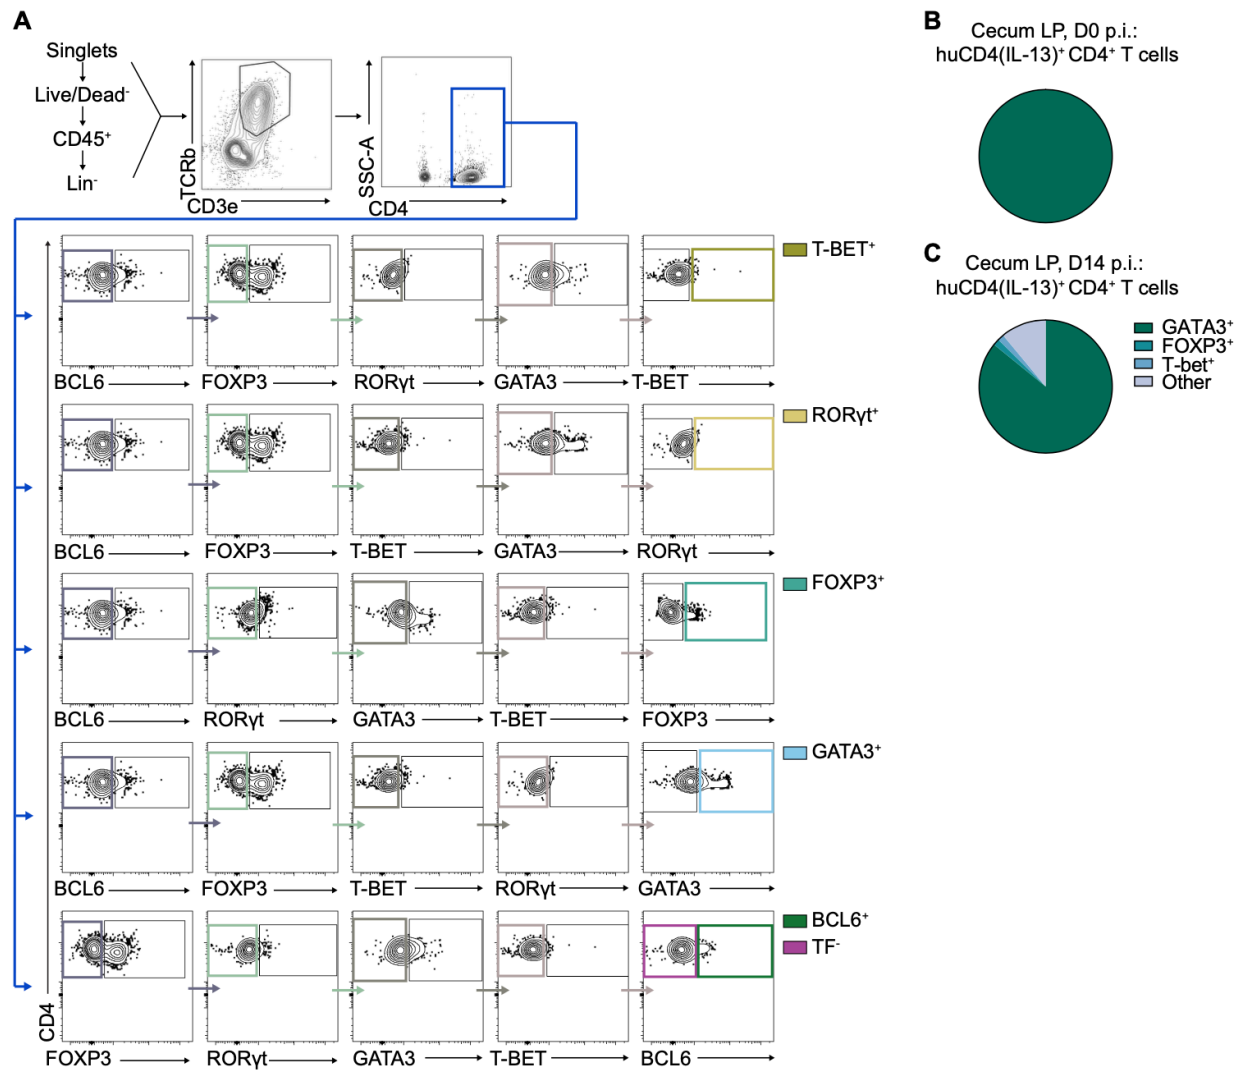 A
Singlets
Live/Dead-
CD45+
Lin-
TCRb
CD3e
SSC-A
CD4
T-BET+
BCL6
FOXP3
RORγt
GATA3
T-BET
RORγt+
BCL6
FOXP3
T-BET
GATA3
RORγt
FOXP3+
BCL6
RORγt
GATA3
T-BET
FOXP3
GATA3+
BCL6
FOXP3
T-BET
RORγt
GATA3
BCL6+
TF-
CD4
FOXP3
RORγt
GATA3
T-BET
BCL6
B
Cecum LP, D0 p.i.:
huCD4(IL-13)+ CD4+ T cells
C
Cecum LP, D14 p.i.:
huCD4(IL-13)+ CD4+ T cells
GATA3+
FOXP3+
T-bet+
Other